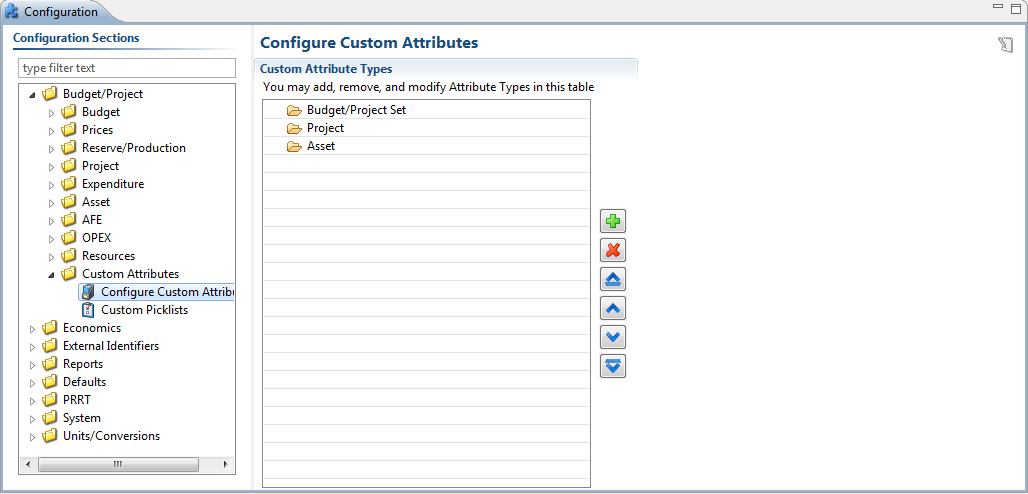 Configuration
Configuration Sections
type filter text
Budget/Project
Budget
Prices
Reserve/Production
Project
Expenditure
Asset
AFE
OPEX
Resources
Custom Attributes
Configure Custom Attribu
Custom Picklists
Economics
External Identifiers
Reports
Defaults
PRRT
System
Units/Conversions
Configure Custom Attributes
Custom Attribute Types
You may add, remove, and modify Attribute Types in this table
Budget/Project Set
Project
Asset